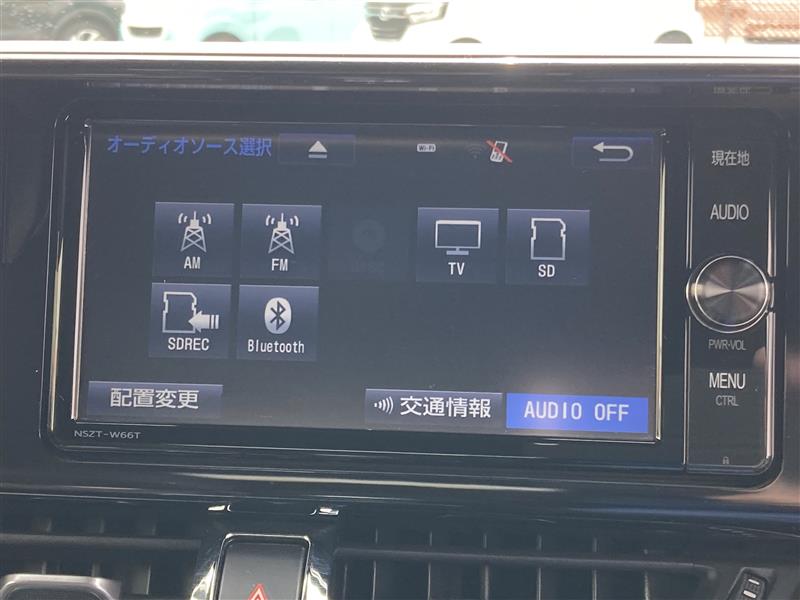 オーディオソース選択
Wi-Fi
現在地
AUDIO
AM
FM
TV
SD
SDREC
Bluetooth
PWR·VOL
MENU
CTRL
配置変更
交通情報
AUDIO OFF
NSZT-W66T